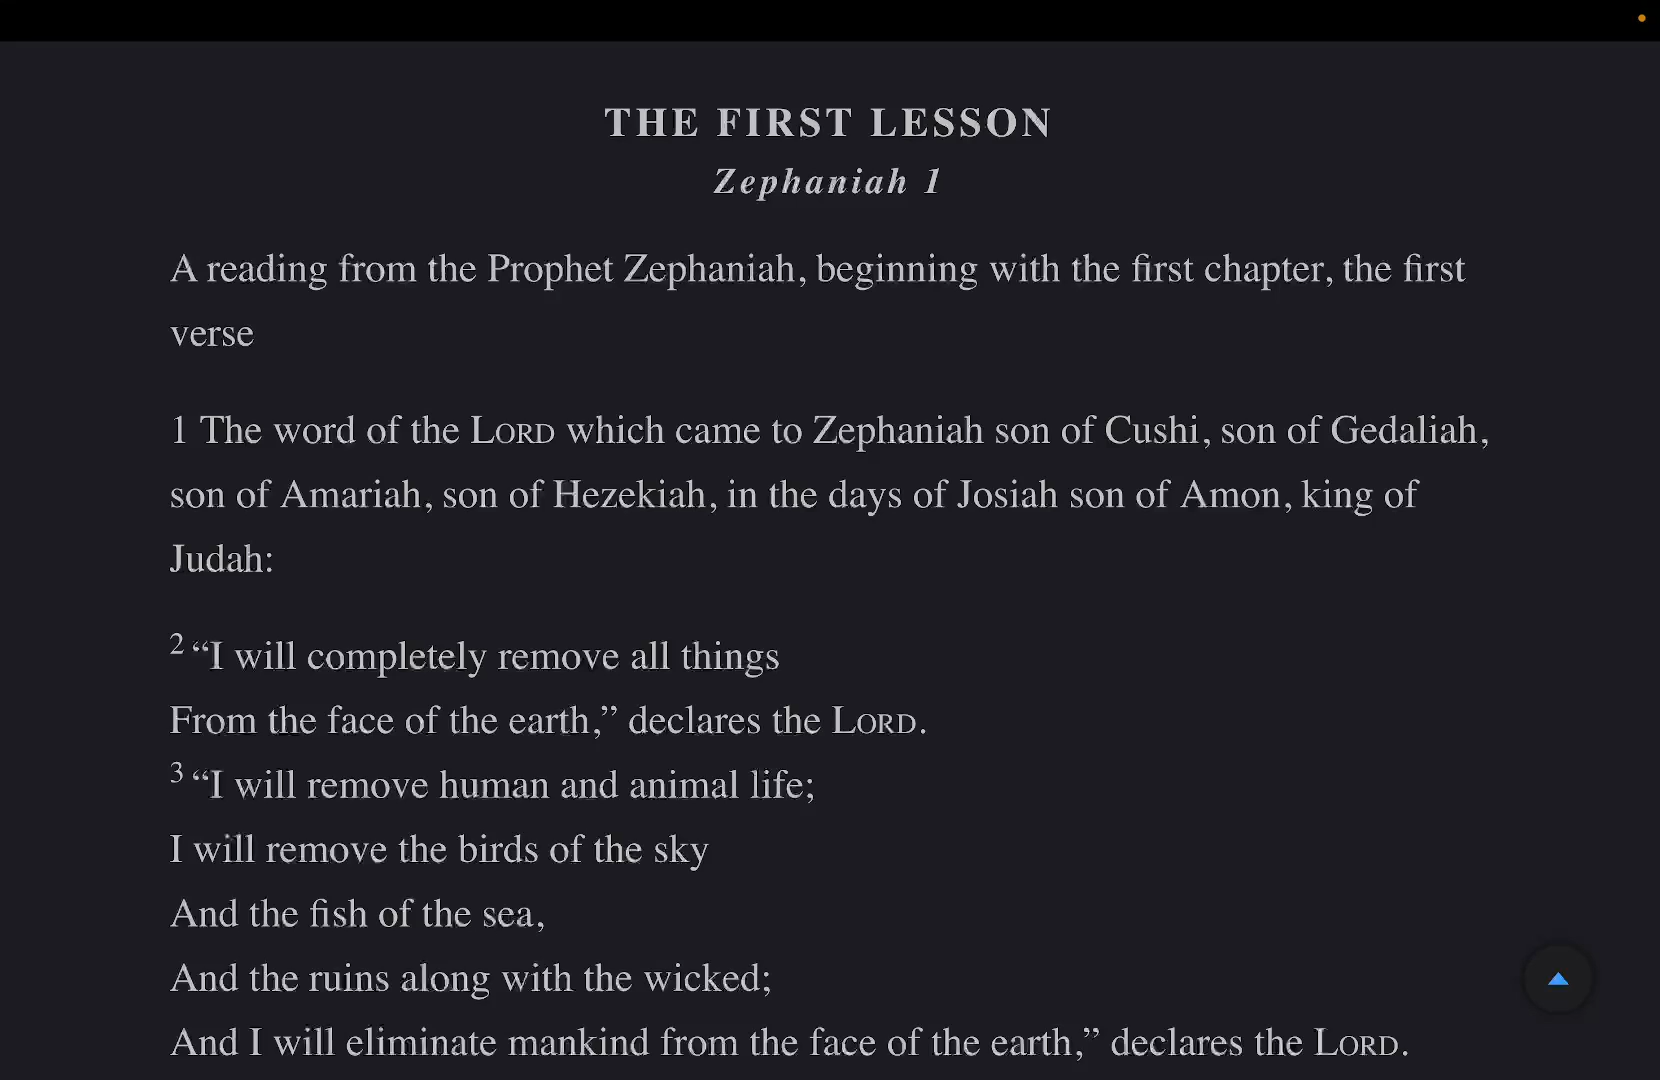 THE FIRST LESSON
Zephaniah 1
A reading from the Prophet Zephaniah, beginning with the first chapter, the first
verse
1 The word of the LORD which came to Zephaniah son of Cushi, son of Gedaliah,
son of Amariah, son of Hezekiah, in the days of Josiah son of Amon, king of
Judah:
2 “I will completely remove all things
From the face of the earth,” declares the LORD.
3 “I will remove human and animal life;
I will remove the birds of the sky
And the fish of the sea,
And the ruins along with the wicked;
And I will eliminate mankind from the face of the earth,” declares the LORD.